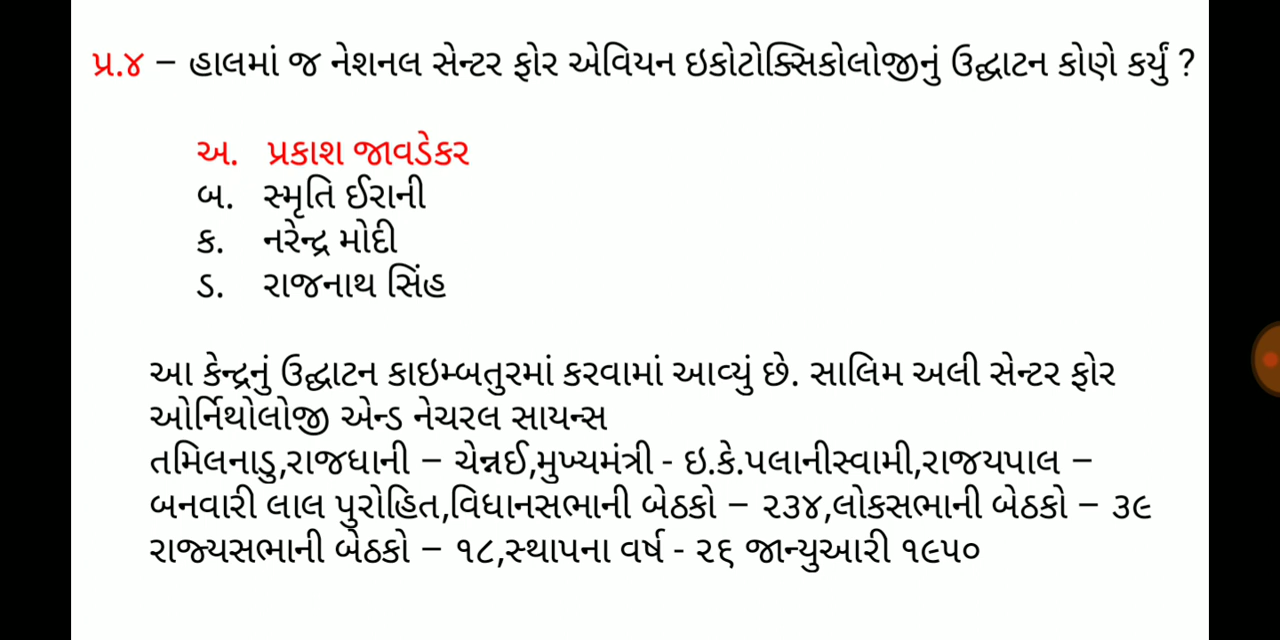 પ્ર.૪ – હાલમાં જ નેશનલ સેન્ટર ફોર એવિયન ઇકોટોક્સિકોલોજીનું ઉદ્ઘાટન કોણે કર્યું ?
અ. પ્રકાશ જાવડેકર
બ. સ્મૃતિ ઈરાની
ક. નરેન્દ્ર મોદી
ડ. રાજનાથ સિંહ
આ કેન્દ્રનું ઉદ્ઘાટન કાઇમ્બતુરમાં કરવામાં આવ્યું છે. સાલિમ અલી સેન્ટર ફોર
ઓર્નિથોલોજી એન્ડ નેચરલ સાયન્સ
તમિલનાડુ,રાજધાની – ચેન્નઈ,મુખ્યમંત્રી - ઇ.કે.પલાનીસ્વામી,રાજયપાલ –
બનવારી લાલ પુરોહિત,વિધાનસભાની બેઠકો – ૨૩૪,લોકસભાની બેઠકો – ૩૯
રાજ્યસભાની બેઠકો – ૧૮,સ્થાપના વર્ષ - ૨૬ જાન્યુઆરી ૧૯૫૦